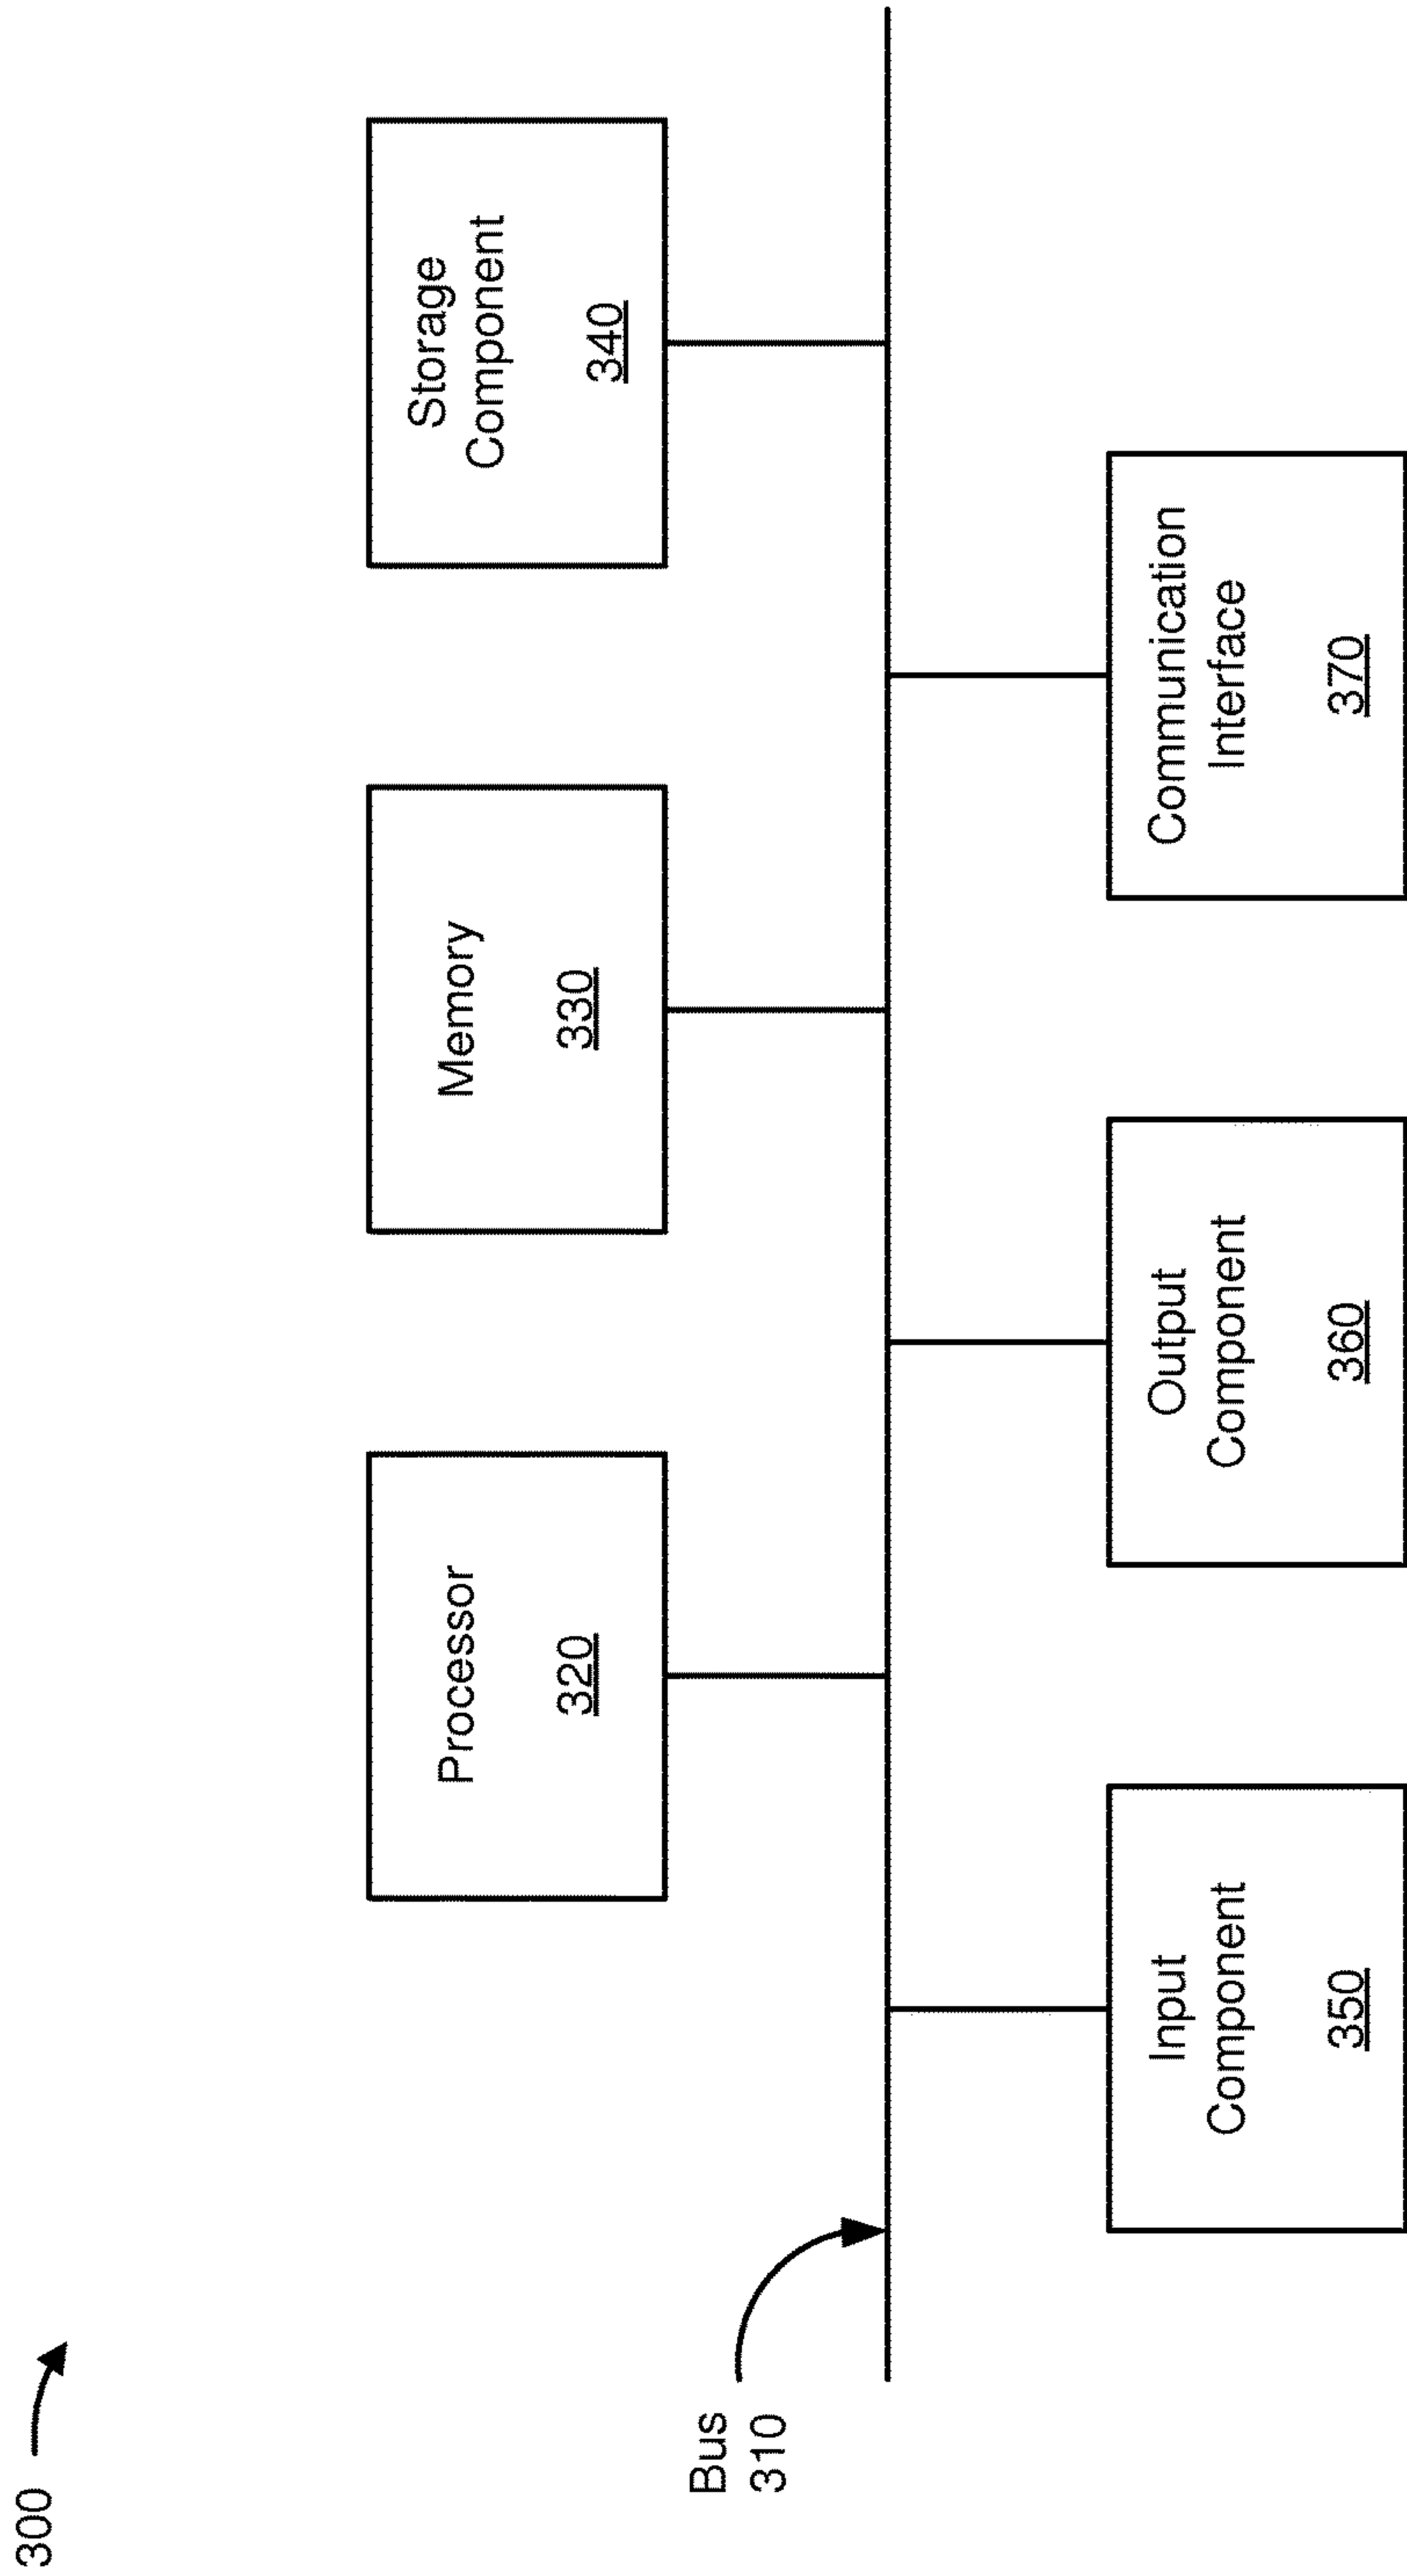 300
Processor
320
Memory
330
Storage
Component
340
Bus
310
Input
Component
350
Output
Component
360
Communication
Interface
370